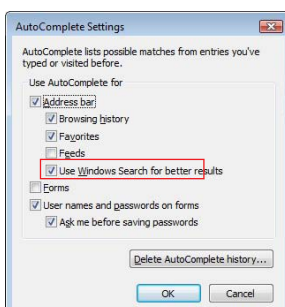 AutoComplete Settings
AutoComplete lists possible matches from entries you've
typed or visited before.
Use AutoComplete for
Address bar
Browsing history
Favorites
Feeds
Use Windows Search for better results
Forms
User names and passwords on forms
Ask me before saving passwords
Delete AutoComplete history...
OK Cancel